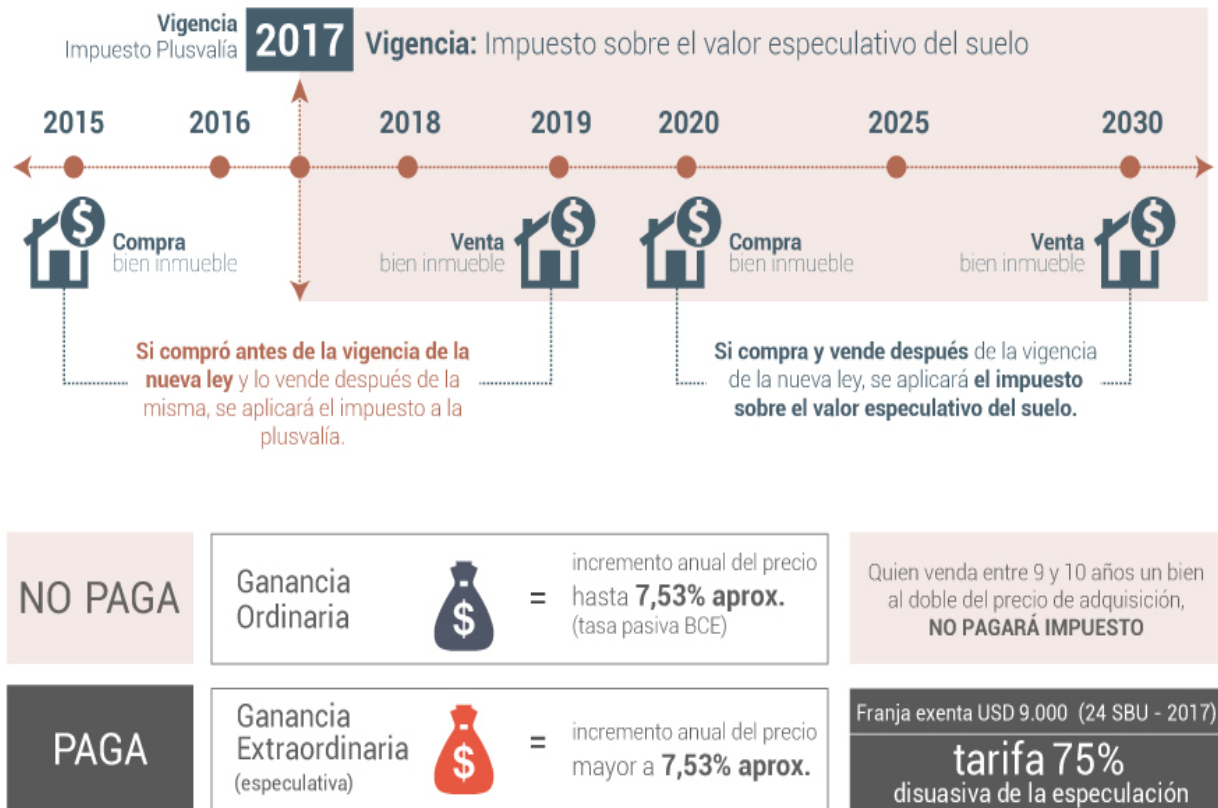 Vigencia
Impuesto Plusvalía
2017
Vigencia: Impuesto sobre el valor especulativo del suelo
2015
2016
2018
2019
2020
2025
2030
$
Compra
bien inmueble
Venta
bien inmueble
$
$
Compra
bien inmueble
Venta
bien inmueble
$
Si compró antes de la vigencia de la
nueva ley y lo vende después de la
misma, se aplicará el impuesto a la
plusvalía.
Si compra y vende después de la vigencia
de la nueva ley, se aplicará el impuesto
sobre el valor especulativo del suelo.
NO PAGA
Ganancia
Ordinaria
$
=
incremento anual del precio
hasta 7,53% aprox.
(tasa pasiva BCE)
Quien venda entre 9 y 10 años un bien
al doble del precio de adquisición,
NO PAGARÁ IMPUESTO
PAGA
Ganancia
Extraordinaria
(especulativa)
$
=
incremento anual del precio
mayor a 7,53% aprox.
Franja exenta USD 9.000 (24 SBU - 2017)
tarifa 75%
disuasiva de la especulación